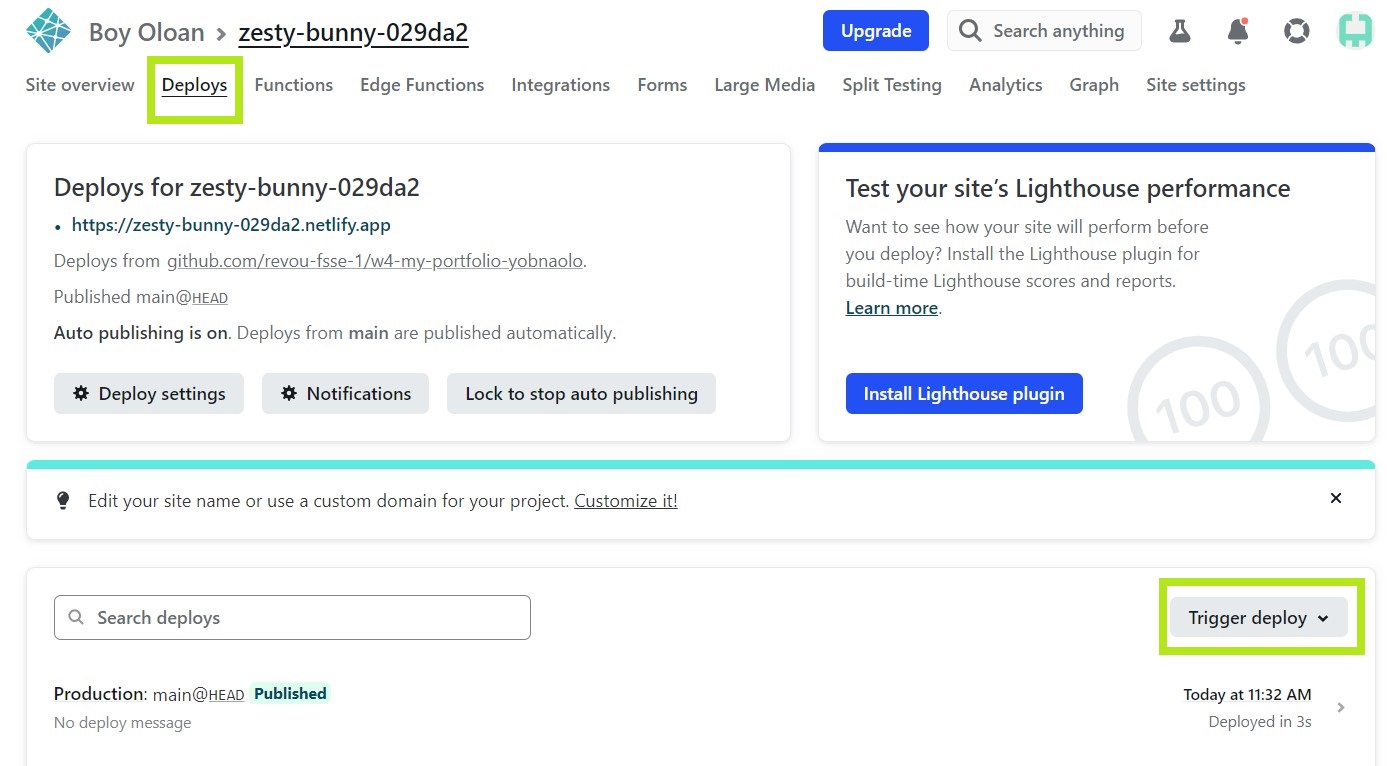 Boy Oloan > zesty-bunny-029da2
Upgrade
Search anything
Site overview Deploys Functions Edge Functions Integrations Forms Large Media Split Testing Analytics Graph Site settings
Deploys for zesty-bunny-029da2
• https://zesty-bunny-029da2.netlify.app
Deploys from github.com/revou-fsse-1/w4-my-portfolio-yobnaolo.
Published main@HEAD
Auto publishing is on. Deploys from main are published automatically.
Deploy settings
Notifications
Lock to stop auto publishing
Test your site’s Lighthouse performance
Want to see how your site will perform before
you deploy? Install the Lighthouse plugin for
build-time Lighthouse scores and reports.
Learn more.
Install Lighthouse plugin
100
100
Edit your site name or use a custom domain for your project. Customize it!
Search deploys
Trigger deploy
Production: main@HEAD Published
No deploy message
Today at 11:32 AM
Deployed in 3s